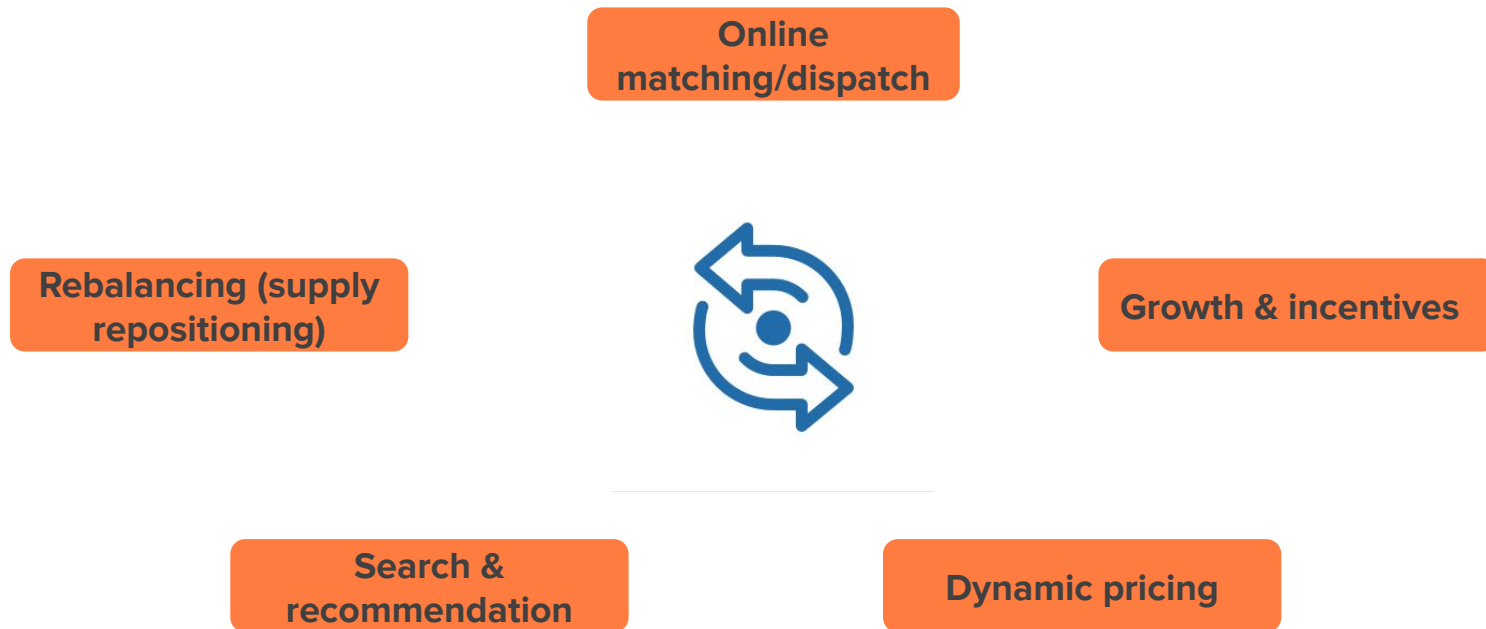 Online
matching/dispatch
Rebalancing (supply
repositioning)
Growth & incentives
Search &
recommendation
Dynamic pricing